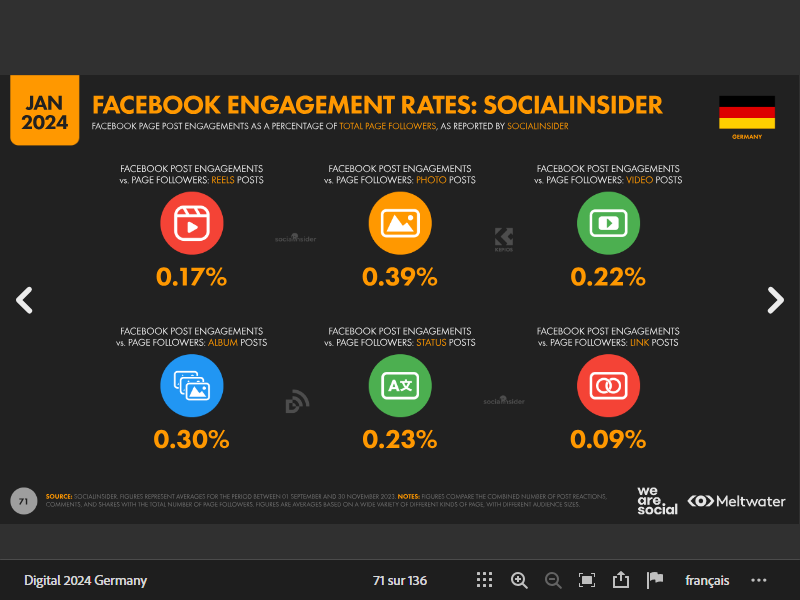 JAN
2024
FACEBOOK ENGAGEMENT RATES: SOCIALINSIDER
FACEBOOK PAGE POST ENGAGEMENTS AS A PERCENTAGE OF TOTAL PAGE FOLLOWERS, AS REPORTED BY SOCIALINSIDER
GERMANY
FACEBOOK POST ENGAGEMENTS
vs. PAGE FOLLOWERS: REELS POSTS
0.17%
FACEBOOK POST ENGAGEMENTS
vs. PAGE FOLLOWERS: PHOTO POSTS
0.39%
FACEBOOK POST ENGAGEMENTS
vs. PAGE FOLLOWERS: VIDEO POSTS
0.22%
socialinsider
KEPIOS
FACEBOOK POST ENGAGEMENTS
vs. PAGE FOLLOWERS: ALBUM POSTS
0.30%
FACEBOOK POST ENGAGEMENTS
vs. PAGE FOLLOWERS: STATUS POSTS
A文
0.23%
FACEBOOK POST ENGAGEMENTS
vs. PAGE FOLLOWERS: LINK POSTS
0.09%
socialinsider
71
SOURCE: SOCIALINSIDER. FIGURES REPRESENT AVERAGES FOR THE PERIOD BETWEEN 01 SEPTEMBER AND 30 NOVEMBER 2023. NOTES: FIGURES COMPARE THE COMBINED NUMBER OF POST REACTIONS,
COMMENTS, AND SHARES WITH THE TOTAL NUMBER OF PAGE FOLLOWERS. FIGURES ARE AVERAGES BASED ON A WIDE VARIETY OF DIFFERENT KINDS OF PAGE, WITH DIFFERENT AUDIENCE SIZES.
we
are
social
Meltwater
Digital 2024 Germany
71 sur 136
français